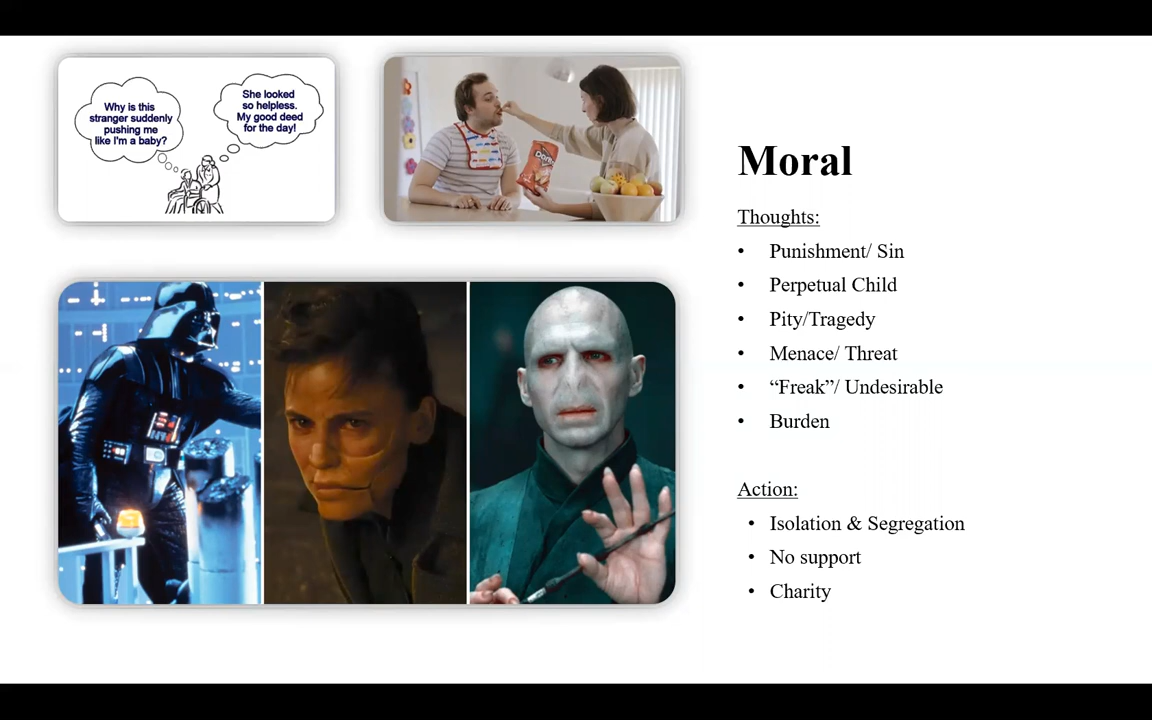 Why is this
stranger suddenly
pushing me
like I'm a baby?
She looked
so helpless.
My good deed
for the day!
Doritos
Moral
Thoughts:
• Punishment/ Sin
• Perpetual Child
• Pity/Tragedy
• Menace/ Threat
• “Freak”/ Undesirable
• Burden
Action:
• Isolation & Segregation
• No support
• Charity